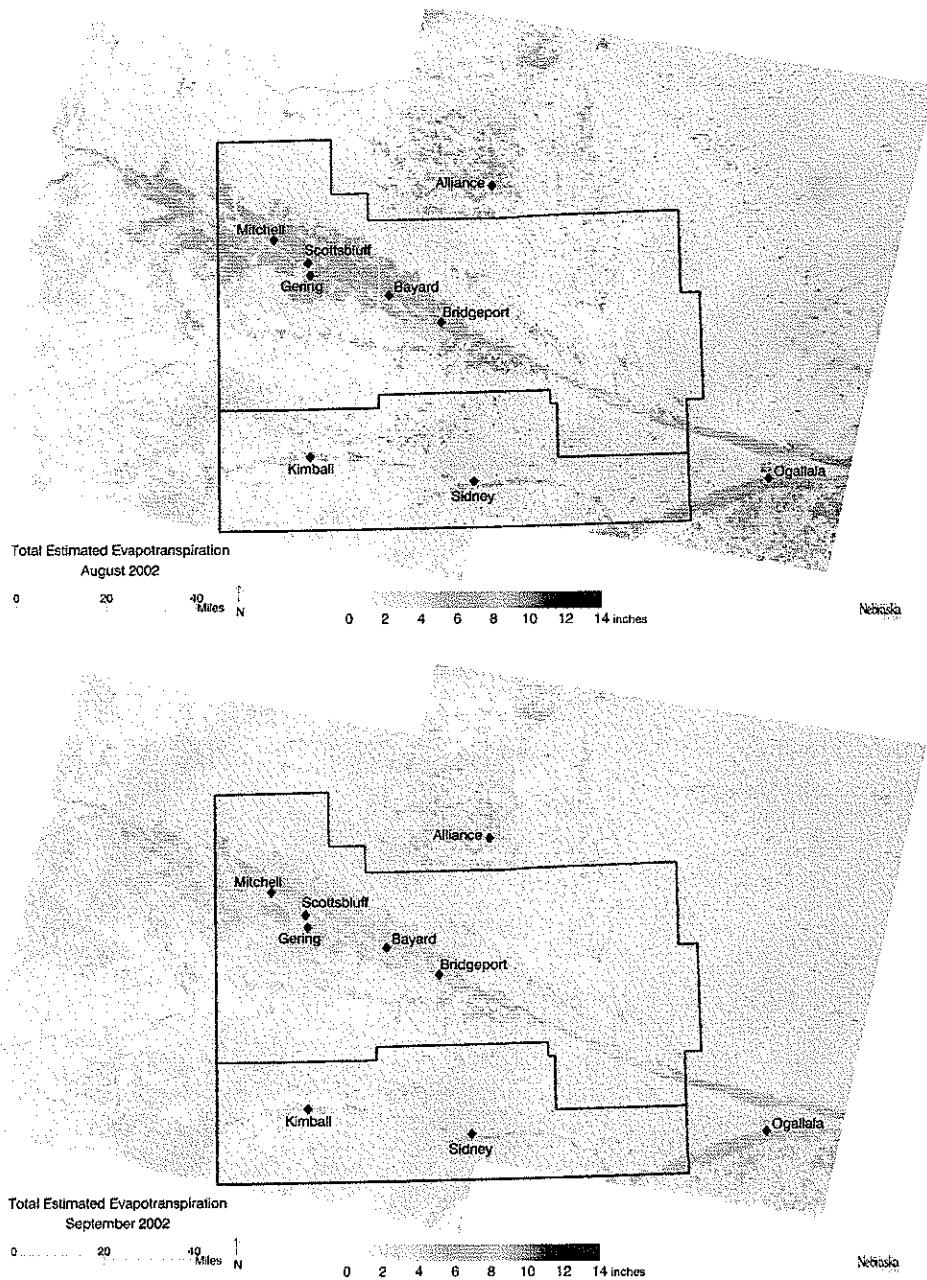 Alliance
Mitchell
Scottsbluff
Gering
Bayard
Bridgeport
Kimball
Sidney
Ogallala
Total Estimated Evapotranspiration
August 2002
0 20 40 Miles
N
0 2 4 6 8 10 12 14 inches
Nebraska
Alliance
Mitchell
Scottsbluff
Gering
Bayard
Bridgeport
Kimball
Sidney
Ogallala
Total Estimated Evapotranspiration
September 2002
0 20 40 Miles
N
0 2 4 6 8 10 12 14 inches
Nebraska